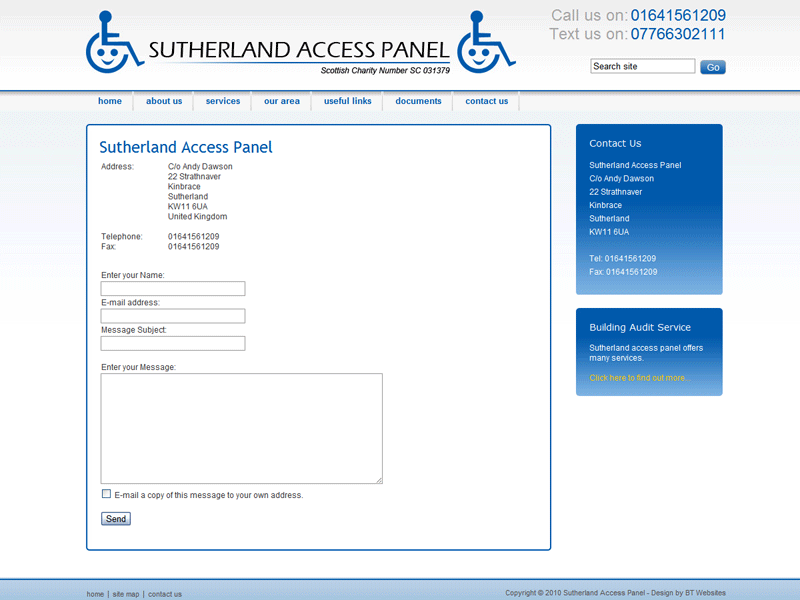 Call us on: 01641561209
Text us on: 07766302111
SUTHERLAND ACCESS PANEL
Scottish Charity Number SC 031379
Search site Go
home about us services our area useful links documents contact us
Sutherland Access Panel
Address: C/o Andy Dawson
22 Strathnaver
Kinbrace
Sutherland
KW11 6UA
United Kingdom
Telephone: 01641561209
Fax: 01641561209
Enter your Name:
E-mail address:
Message Subject:
Enter your Message:
E-mail a copy of this message to your own address.
Send
Contact Us
Sutherland Access Panel
C/o Andy Dawson
22 Strathnaver
Kinbrace
Sutherland
KW11 6UA
Tel: 01641561209
Fax: 01641561209
Building Audit Service
Sutherland access panel offers
many services.
Click here to find out more...
home | site map | contact us
Copyright © 2010 Sutherland Access Panel - Design by BT Websites